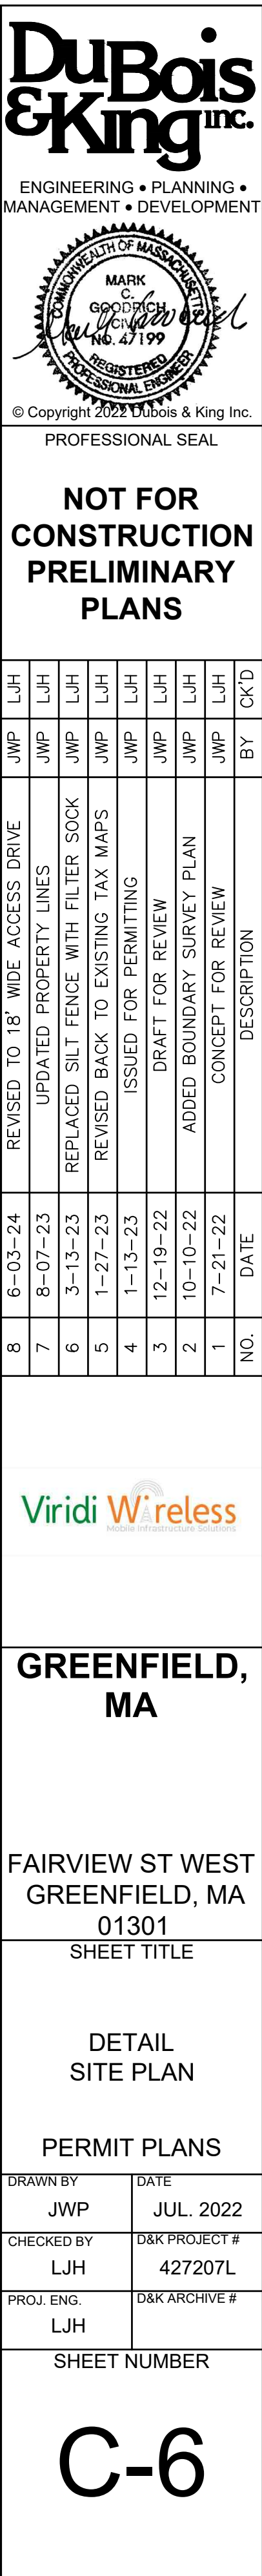 DuBois
&King inc.
ENGINEERING • PLANNING •
MANAGEMENT • DEVELOPMENT
COMMONWEALTH OF MASSACHUSETTS
MARK
C.
GOODRICH
CIVIL
NO. 47199
REGISTERED
PROFESSIONAL ENGINEER
© Copyright 2022 Dubois & King Inc.
PROFESSIONAL SEAL
NOT FOR
CONSTRUCTION
PRELIMINARY
PLANS
8 6-03-24 REVISED TO 18' WIDE ACCESS DRIVE JWP LJH
7 8-07-23 UPDATED PROPERTY LINES JWP LJH
6 3-13-23 REPLACED SILT FENCE WITH FILTER SOCK JWP LJH
5 1-27-23 REVISED BACK TO EXISTING TAX MAPS JWP LJH
4 1-13-23 ISSUED FOR PERMITTING JWP LJH
3 12-19-22 DRAFT FOR REVIEW JWP LJH
2 10-10-22 ADDED BOUNDARY SURVEY PLAN JWP LJH
1 7-21-22 CONCEPT FOR REVIEW JWP LJH
NO. DATE DESCRIPTION BY CK'D
Viridi Wireless
Mobile Infrastructure Solutions
GREENFIELD,
MA
FAIRVIEW ST WEST
GREENFIELD, MA
01301
SHEET TITLE
DETAIL
SITE PLAN
PERMIT PLANS
DRAWN BY DATE
JWP JUL. 2022
CHECKED BY D&K PROJECT #
LJH 427207L
PROJ. ENG. D&K ARCHIVE #
LJH
SHEET NUMBER
C-6